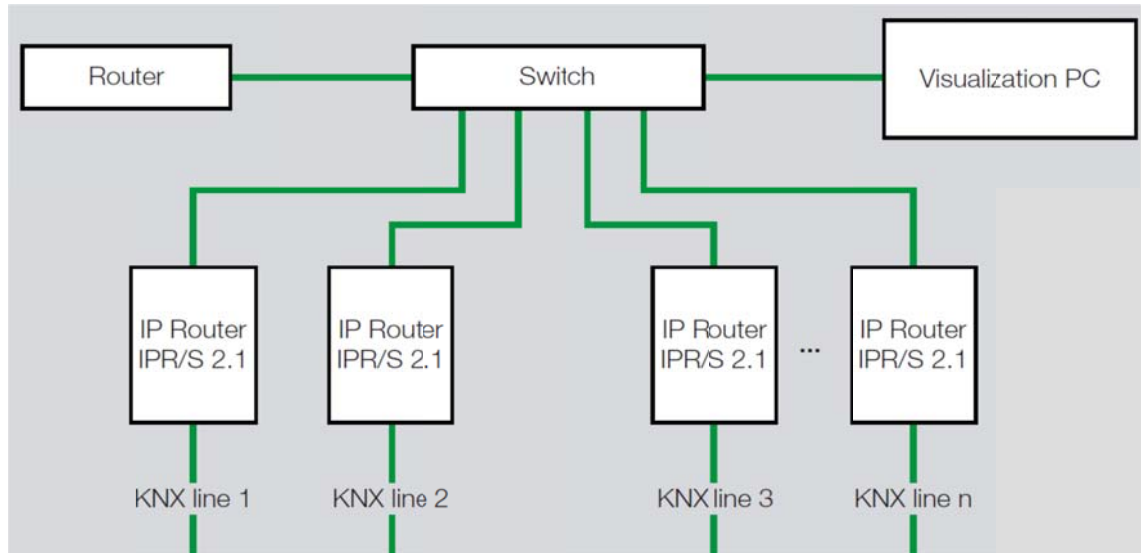 Router
Switch
Visualization PC
IP Router
IPR/S 2.1
IP Router
IPR/S 2.1
IP Router
IPR/S 2.1
...
IP Router
IPR/S 2.1
KNX line 1
KNX line 2
KNX line 3
KNX line n